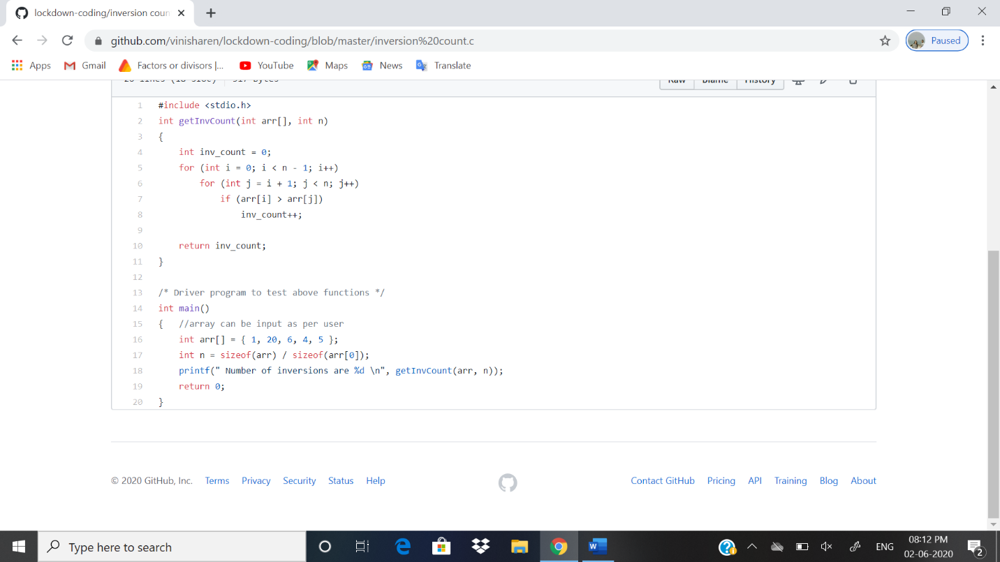 lockdown-coding/inversion coun
github.com/vinisharen/lockdown-coding/blob/master/inversion%20count.c
Paused
Apps Gmail Factors or divisors |... YouTube Maps News Translate
Raw Blame History
1 #include <stdio.h>
2 int getInvCount(int arr[], int n)
3 {
4 int inv_count = 0;
5 for (int i = 0; i < n - 1; i++)
6 for (int j = i + 1; j < n; j++)
7 if (arr[i] > arr[j])
8 inv_count++;
9
10 return inv_count;
11 }
12
13 /* Driver program to test above functions */
14 int main()
15 { //array can be input as per user
16 int arr[] = { 1, 20, 6, 4, 5 };
17 int n = sizeof(arr) / sizeof(arr[0]);
18 printf(" Number of inversions are %d \n", getInvCount(arr, n));
19 return 0;
20 }
© 2020 GitHub, Inc. Terms Privacy Security Status Help Contact GitHub Pricing API Training Blog About
Type here to search
ENG
08:12 PM
02-06-2020
2